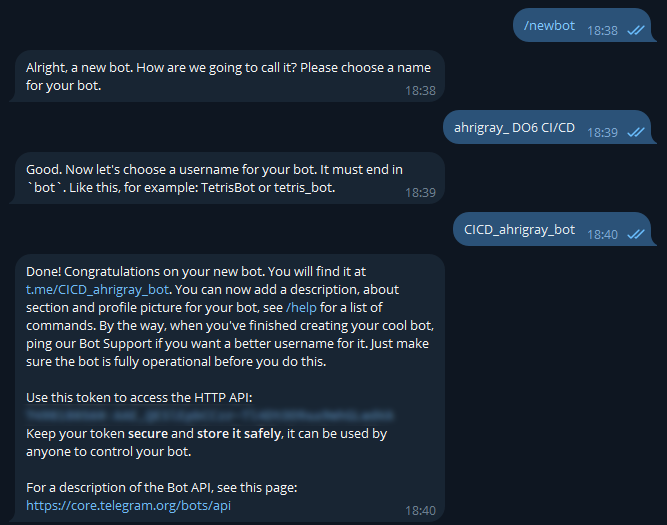 /newbot 18:38
Alright, a new bot. How are we going to call it? Please choose a name
for your bot. 18:38
ahrigray_ DO6 CI/CD 18:39
Good. Now let's choose a username for your bot. It must end in
`bot`. Like this, for example: TetrisBot or tetris_bot. 18:39
CICD_ahrigray_bot 18:40
Done! Congratulations on your new bot. You will find it at
t.me/CICD_ahrigray_bot. You can now add a description, about
section and profile picture for your bot, see /help for a list of
commands. By the way, when you've finished creating your cool bot,
ping our Bot Support if you want a better username for it. Just make
sure the bot is fully operational before you do this.
Use this token to access the HTTP API:
Keep your token secure and store it safely, it can be used by
anyone to control your bot.
For a description of the Bot API, see this page:
https://core.telegram.org/bots/api 18:40